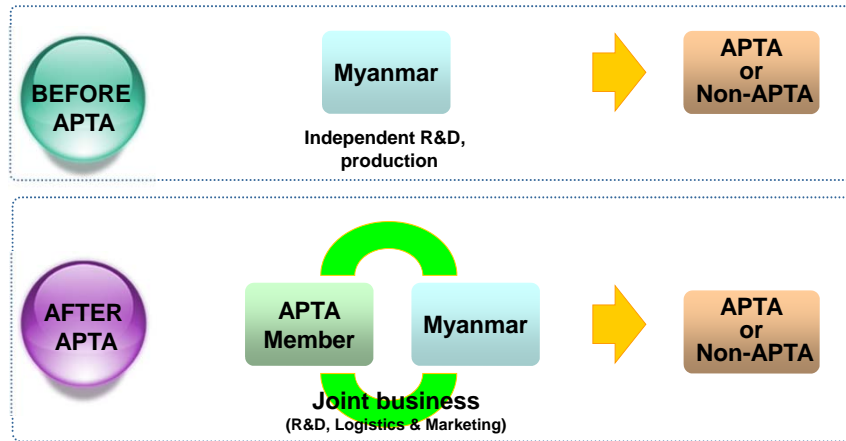 BEFORE
APTA
Myanmar
Independent R&D,
production
APTA
or
Non-APTA
AFTER
APTA
APTA
Member
Myanmar
Joint business
(R&D, Logistics & Marketing)
APTA
or
Non-APTA